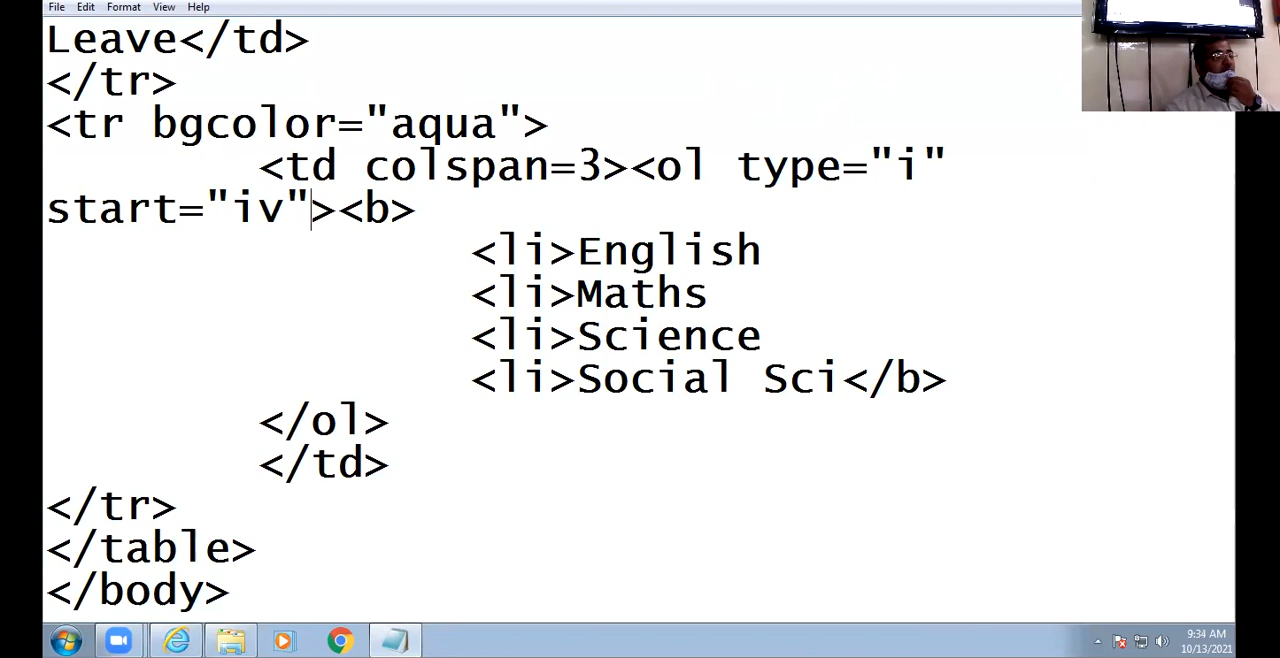 File Edit Format View Help
Leave</td>
</tr>
<tr bgcolor="aqua">
<td colspan=3><ol type="i"
start="iv"><b>
<li>English
<li>Maths
<li>Science
<li>Social Sci</b>
</ol>
</td>
</tr>
</table>
</body>
9:34 AM
10/13/2021